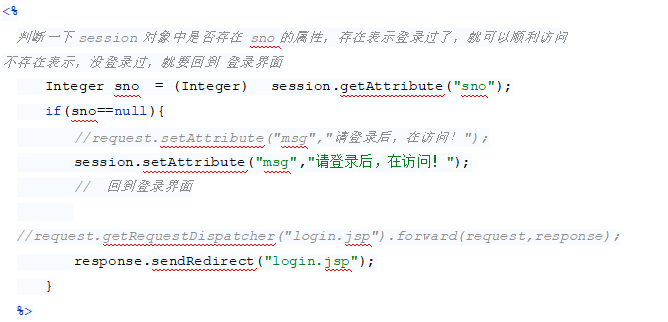 <%
判断一下 session 对象中是否存在 sno 的属性，存在表示登录过了，就可以顺利访问
不存在表示，没登录过，就要回到 登录界面
Integer sno = (Integer) session.getAttribute("sno");
if(sno==null){
//request.setAttribute("msg","请登录后，在访问！");
session.setAttribute("msg","请登录后，在访问！");
// 回到登录界面
//request.getRequestDispatcher("login.jsp").forward(request,response);
response.sendRedirect("login.jsp");
}
%>